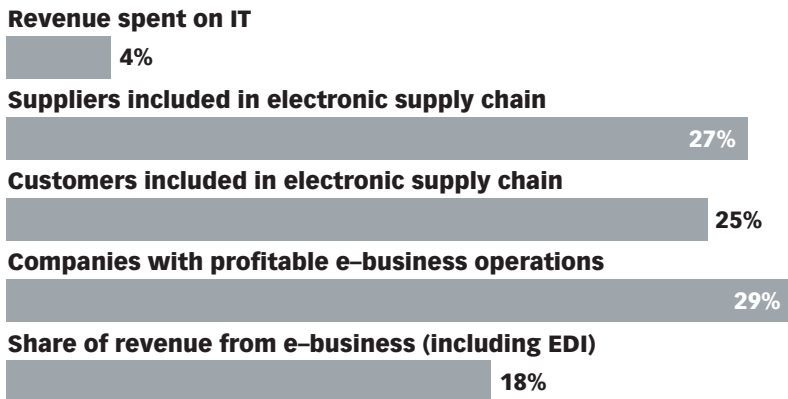 Revenue spent on IT
4%
Suppliers included in electronic supply chain
27%
Customers included in electronic supply chain
25%
Companies with profitable e–business operations
29%
Share of revenue from e–business (including EDI)
18%